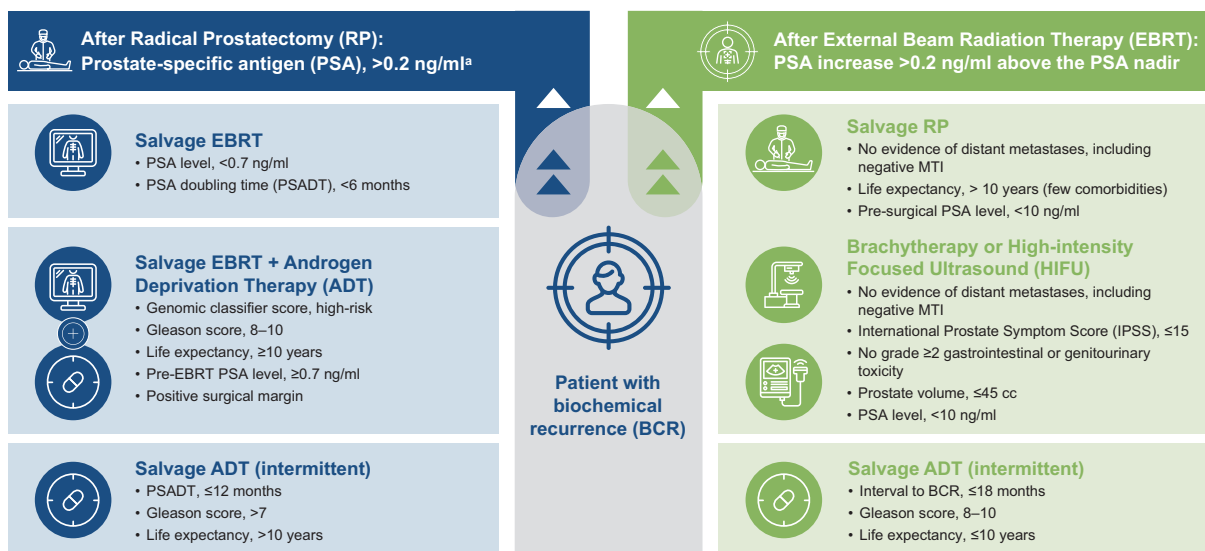 After Radical Prostatectomy (RP):
Prostate-specific antigen (PSA), >0.2 ng/mlᵃ
Salvage EBRT
• PSA level, <0.7 ng/ml
• PSA doubling time (PSADT), <6 months
Salvage EBRT + Androgen
Deprivation Therapy (ADT)
• Genomic classifier score, high-risk
• Gleason score, 8–10
• Life expectancy, ≥10 years
• Pre-EBRT PSA level, ≥0.7 ng/ml
• Positive surgical margin
Salvage ADT (intermittent)
• PSADT, ≤12 months
• Gleason score, >7
• Life expectancy, >10 years
Patient with
biochemical
recurrence (BCR)
After External Beam Radiation Therapy (EBRT):
PSA increase >0.2 ng/ml above the PSA nadir
Salvage RP
• No evidence of distant metastases, including
negative MTI
• Life expectancy, > 10 years (few comorbidities)
• Pre-surgical PSA level, <10 ng/ml
Brachytherapy or High-intensity
Focused Ultrasound (HIFU)
• No evidence of distant metastases, including
negative MTI
• International Prostate Symptom Score (IPSS), ≤15
• No grade ≥2 gastrointestinal or genitourinary
toxicity
• Prostate volume, ≤45 cc
• PSA level, <10 ng/ml
Salvage ADT (intermittent)
• Interval to BCR, ≤18 months
• Gleason score, 8–10
• Life expectancy, ≤10 years